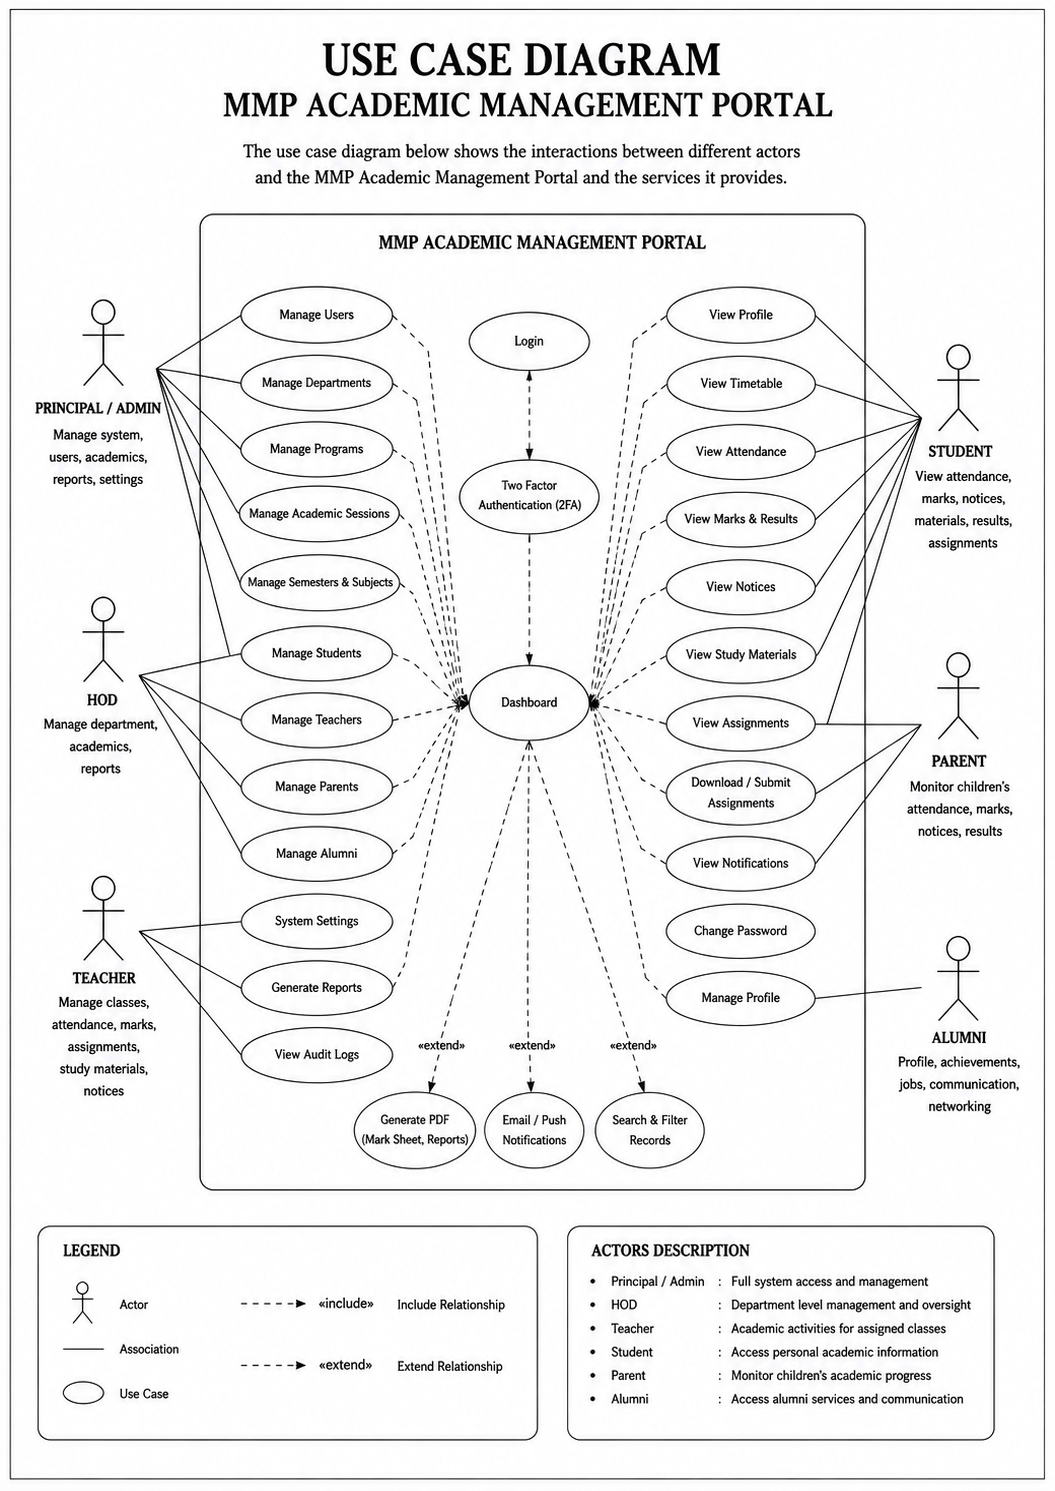 USE CASE DIAGRAM
MMP ACADEMIC MANAGEMENT PORTAL
The use case diagram below shows the interactions between different actors
and the MMP Academic Management Portal and the services it provides.
MMP ACADEMIC MANAGEMENT PORTAL
PRINCIPAL / ADMIN
Manage system,
users, academics,
reports, settings
HOD
Manage department,
academics,
reports
TEACHER
Manage classes,
attendance, marks,
assignments,
study materials,
notices
Manage Users
Manage Departments
Manage Programs
Manage Academic Sessions
Manage Semesters & Subjects
Manage Students
Manage Teachers
Manage Parents
Manage Alumni
System Settings
Generate Reports
View Audit Logs
Login
Two Factor
Authentication (2FA)
Dashboard
«extend»
«extend»
«extend»
Generate PDF
(Mark Sheet, Reports)
Email / Push
Notifications
Search & Filter
Records
View Profile
View Timetable
View Attendance
View Marks & Results
View Notices
View Study Materials
View Assignments
Download / Submit
Assignments
View Notifications
Change Password
Manage Profile
STUDENT
View attendance,
marks, notices,
materials, results,
assignments
PARENT
Monitor children's
attendance, marks,
notices, results
ALUMNI
Profile, achievements,
jobs, communication,
networking
LEGEND
Actor
Association
Use Case
«include»
Include Relationship
«extend»
Extend Relationship
ACTORS DESCRIPTION
• Principal / Admin : Full system access and management
• HOD : Department level management and oversight
• Teacher : Academic activities for assigned classes
• Student : Access personal academic information
• Parent : Monitor children's academic progress
• Alumni : Access alumni services and communication